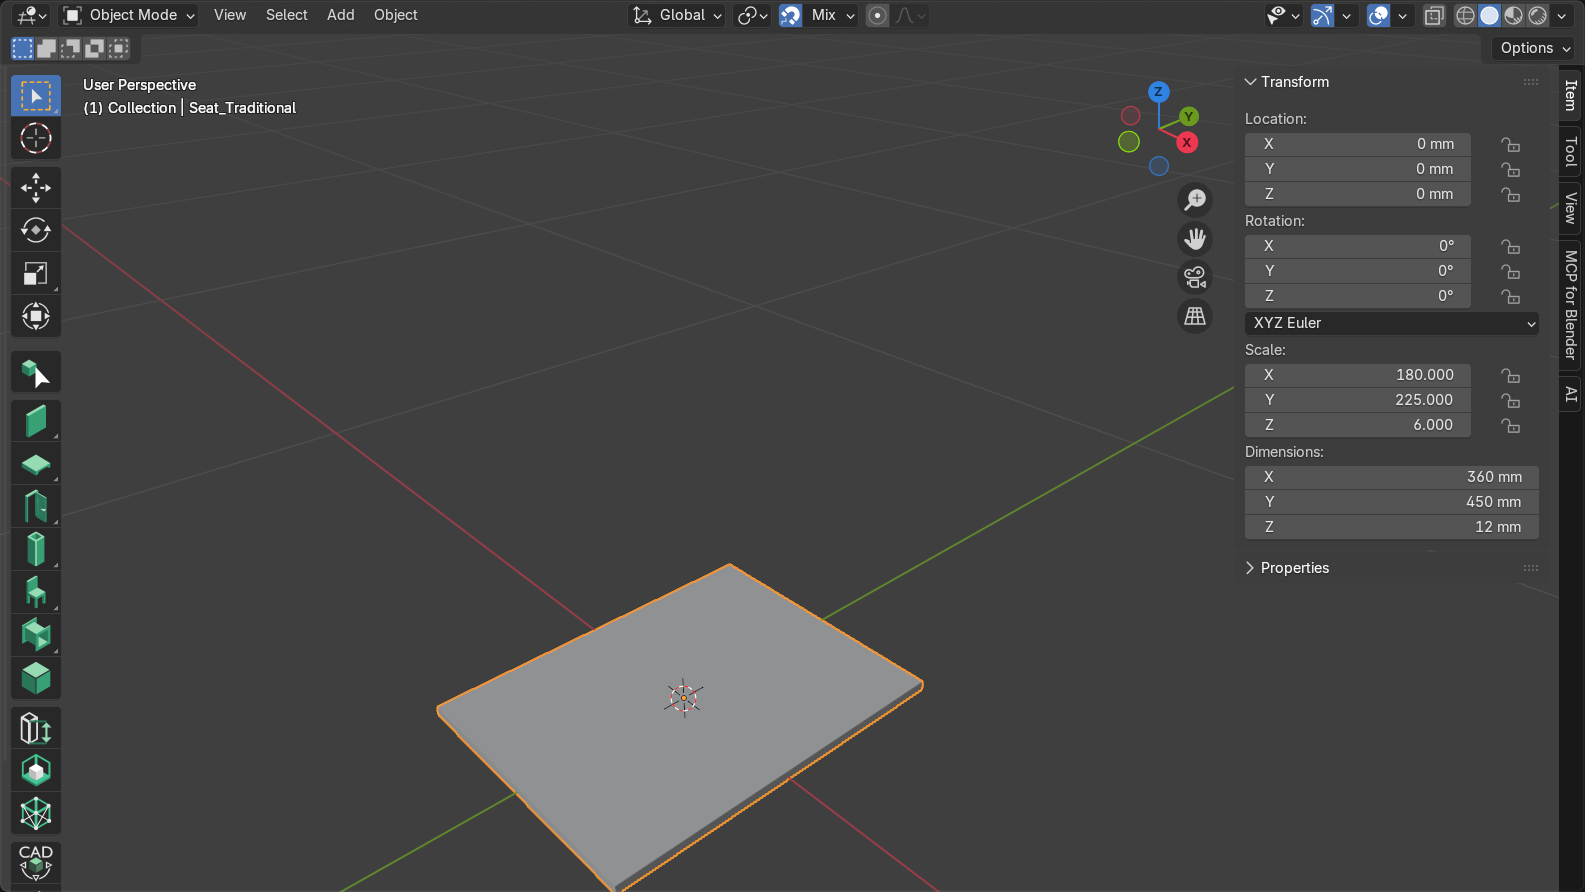 Object Mode View Select Add Object Global Mix
Options
User Perspective
(1) Collection | Seat_Traditional
Z
Y
X
Transform
Location:
X 0 mm
Y 0 mm
Z 0 mm
Rotation:
X 0°
Y 0°
Z 0°
XYZ Euler
Scale:
X 180.000
Y 225.000
Z 6.000
Dimensions:
X 360 mm
Y 450 mm
Z 12 mm
Properties
Item
Tool
View
MCP for Blender
AI
CAD